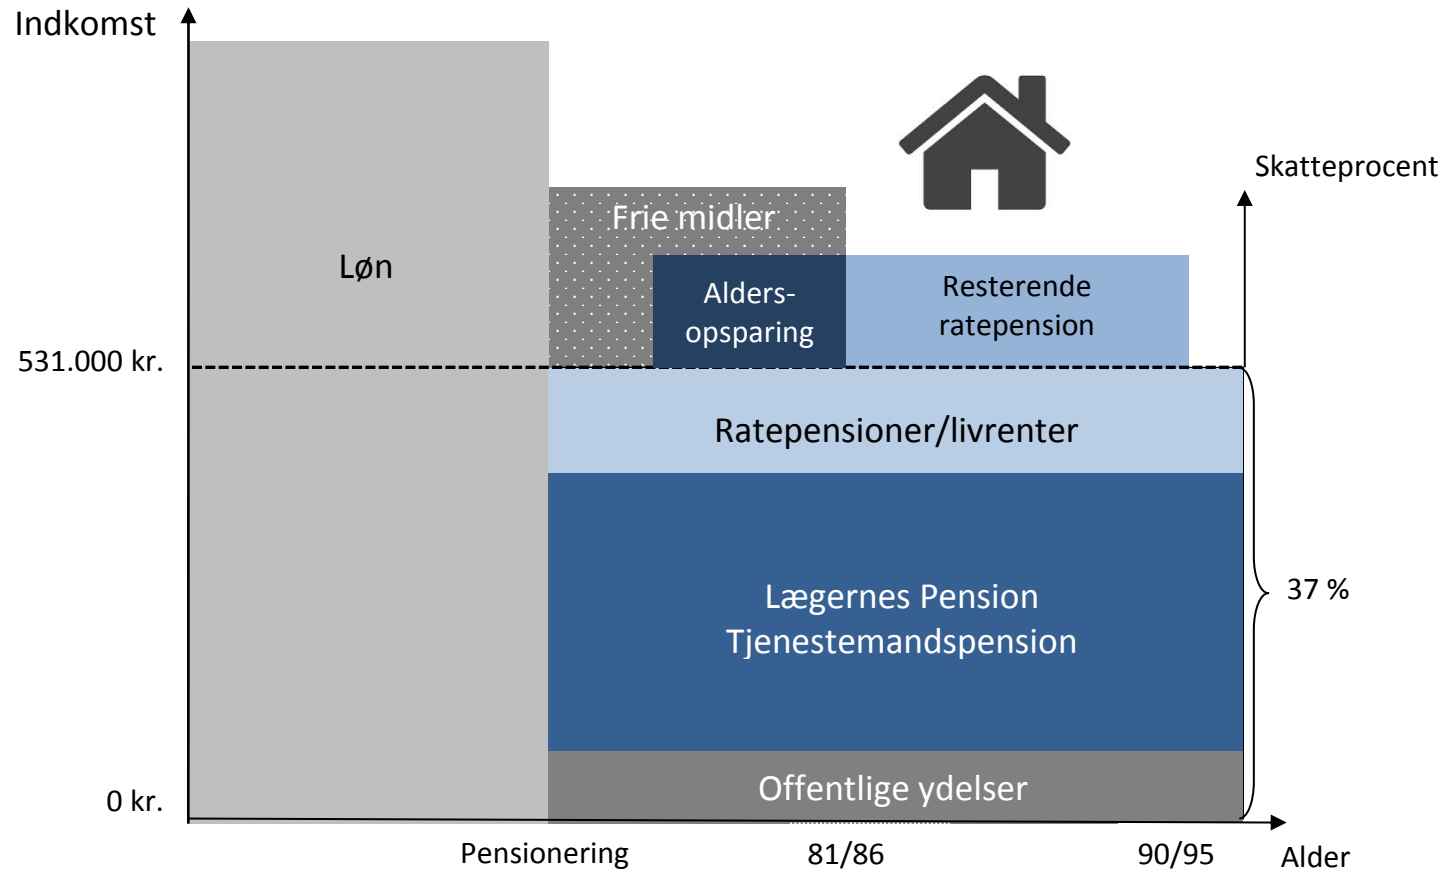 Indkomst
Skatteprocent
Frie midler
Løn
Alders-
opsparing
Resterende
ratepension
531.000 kr.
Ratepensioner/livrenter
37 %
Lægernes Pension
Tjenestemandspension
Offentlige ydelser
0 kr.
Pensionering
81/86
90/95
Alder